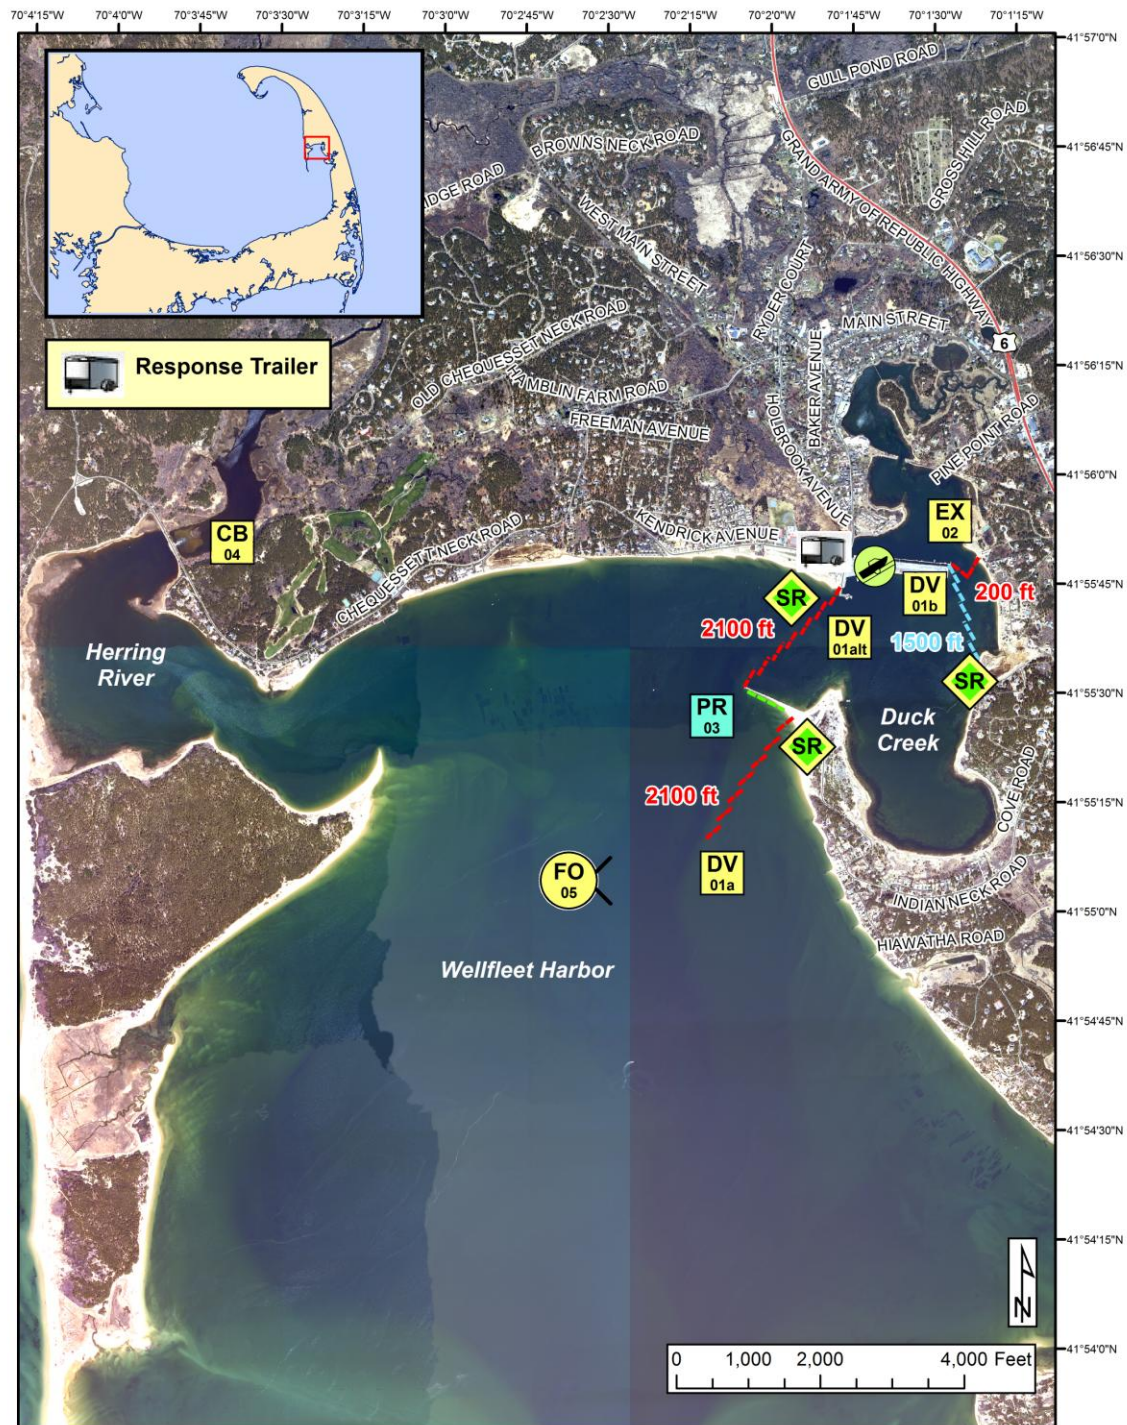 70°4'15"W 70°4'0"W 70°3'45"W 70°3'30"W 70°3'15"W 70°3'0"W 70°2'45"W 70°2'30"W 70°2'15"W 70°2'0"W 70°1'45"W 70°1'30"W 70°1'15"W
41°57'0"N
GULL POND ROAD
GRAND ARMY OF REPUBLIC HIGHWAY
GROSS HILL ROAD
BROWNS NECK ROAD
41°56'45"N
IDGE ROAD
WEST MAIN STREET
41°56'30"N
RYDER COURT
MAIN STREET
6
Response Trailer
OLD CHEQUESSET NECK ROAD
BAKER AVENUE
41°56'15"N
HAMBLIN FARM ROAD
HOLBROOK AVENUE
FREEMAN AVENUE
PINE POINT ROAD
41°56'0"N
EX
02
CB
04
KENDRICK AVENUE
CHEQUESSETT NECK ROAD
41°55'45"N
SR
DV
01b
200 ft
2100 ft
DV
01alt
1500 ft
Herring
River
SR
41°55'30"N
PR
03
Duck
Creek
SR
COVE ROAD
2100 ft
41°55'15"N
DV
01a
FO
05
INDIAN NECK ROAD
41°55'0"N
HIAWATHA ROAD
Wellfleet Harbor
41°54'45"N
41°54'30"N
41°54'15"N
N
0 1,000 2,000 4,000 Feet
41°54'0"N